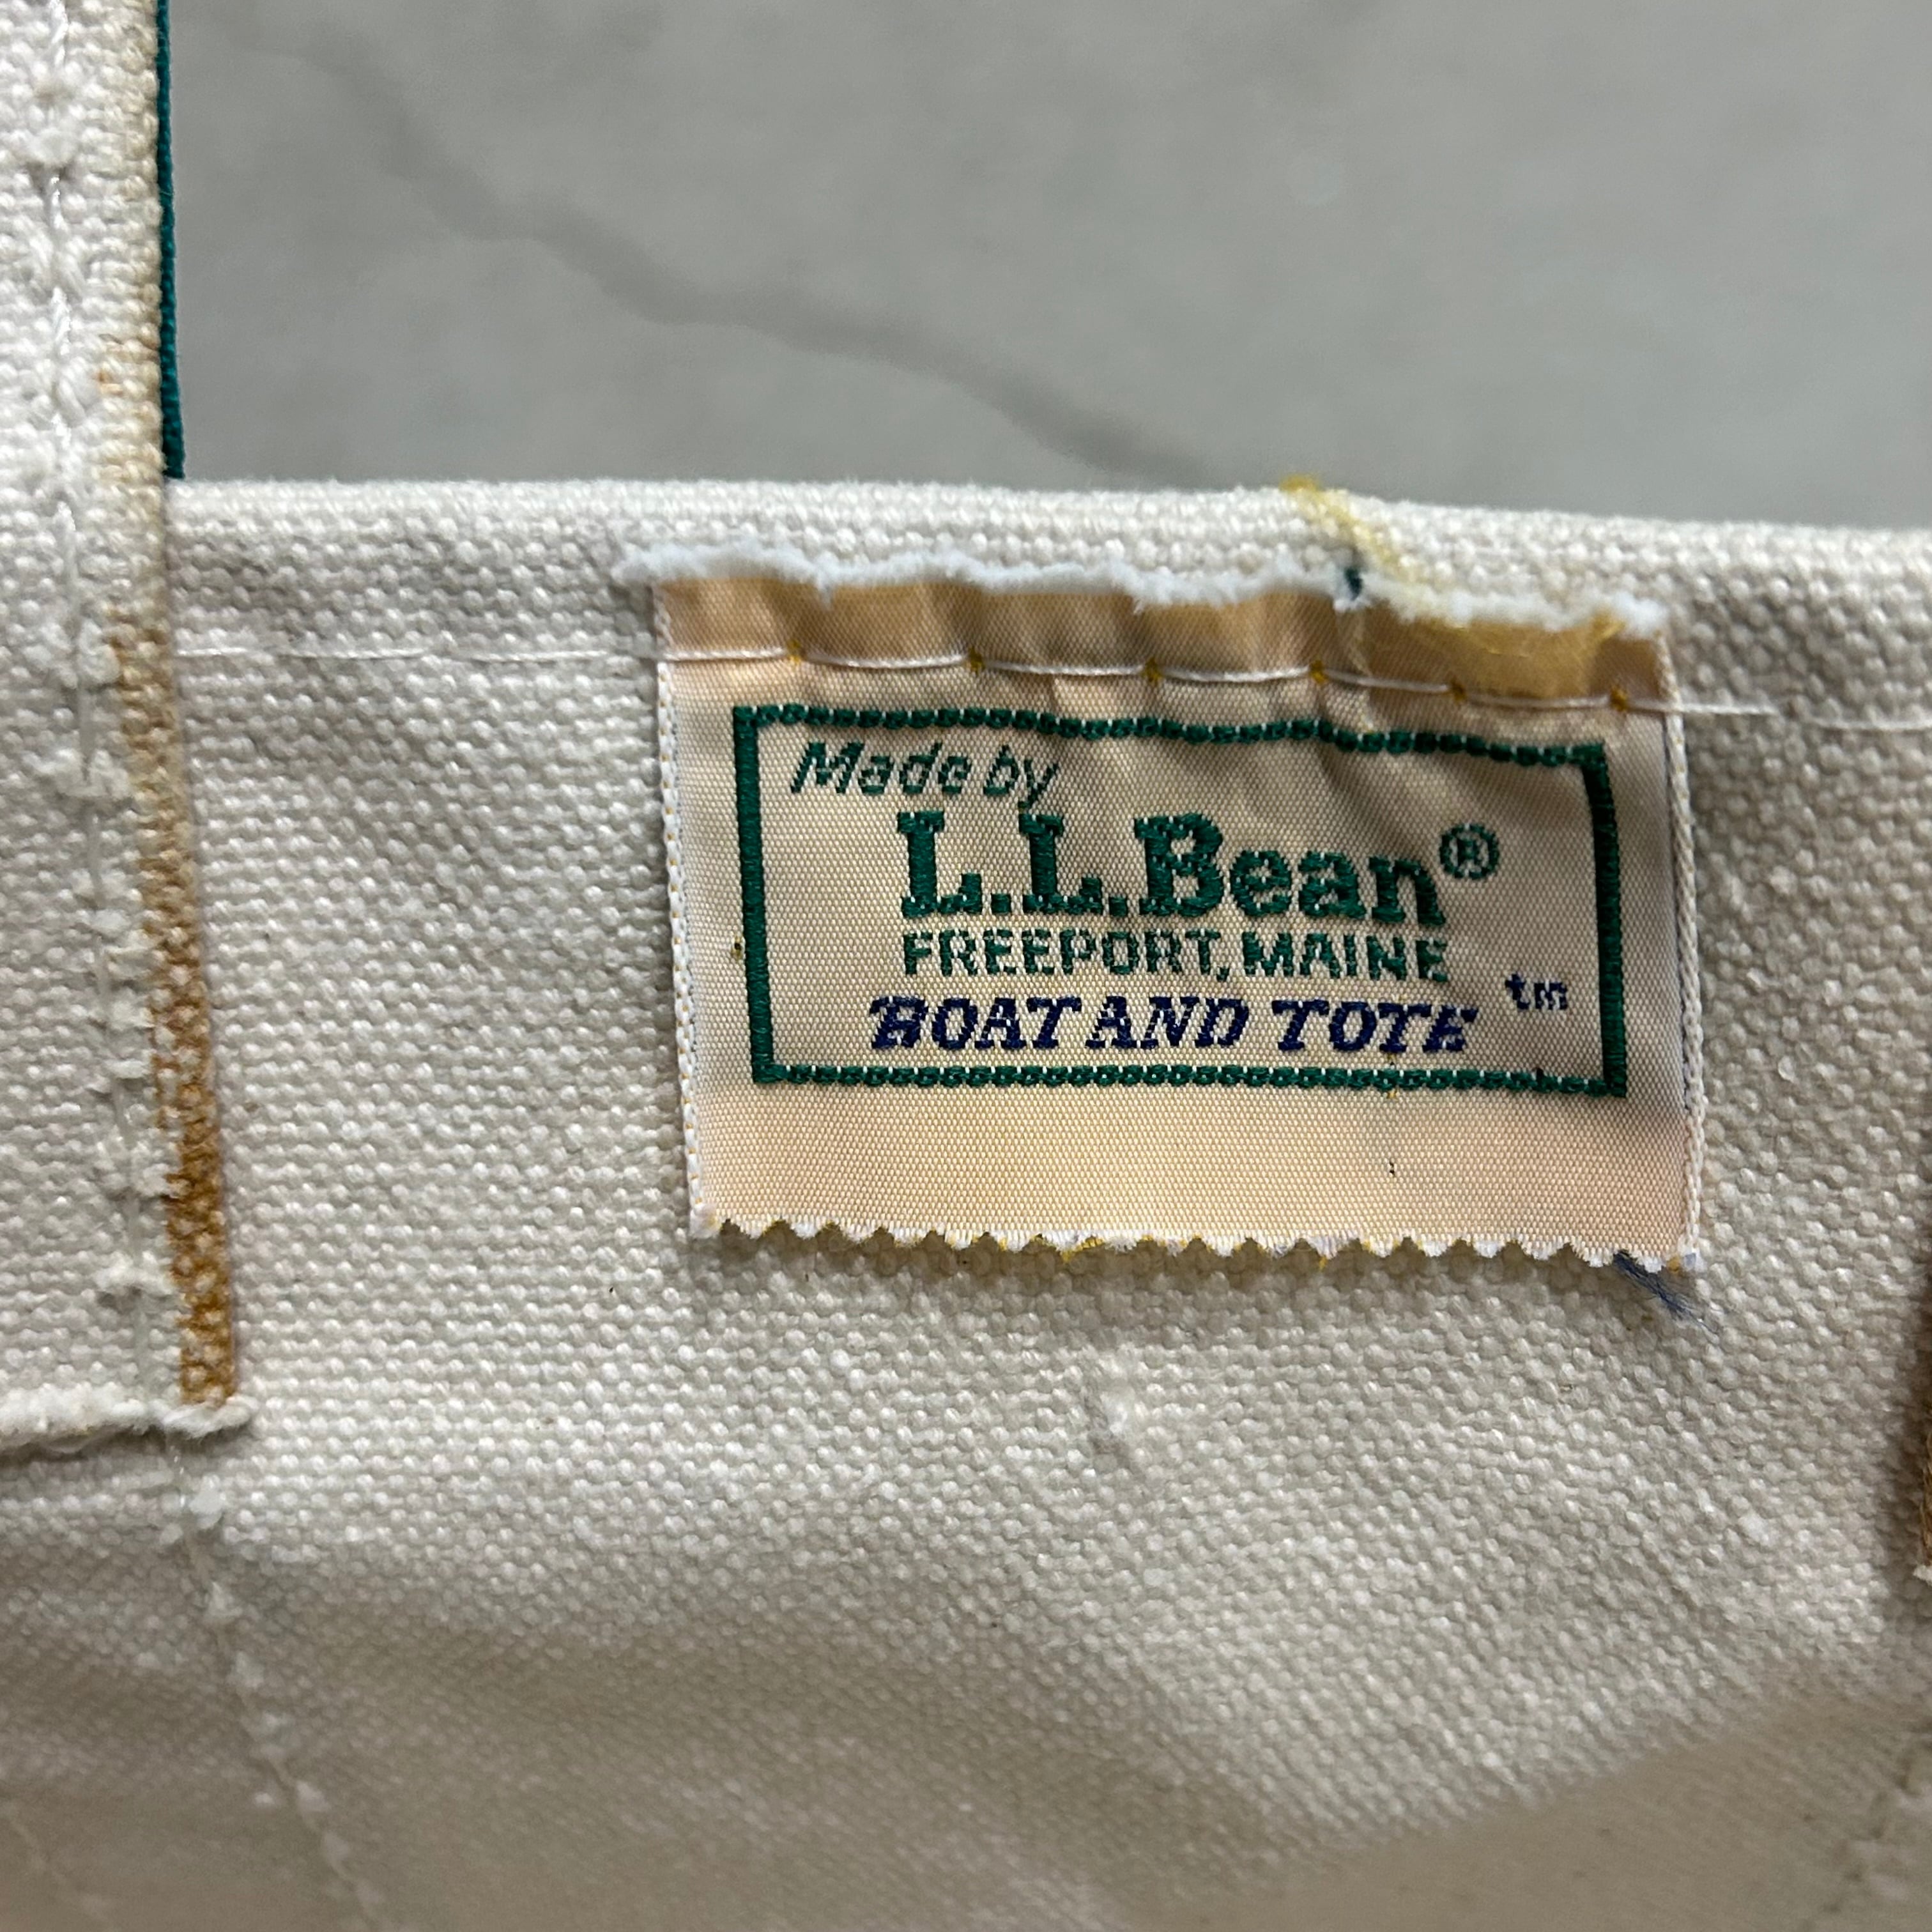 Made by
L.L.Bean®
FREEPORT, MAINE
BOAT AND TOTE ™